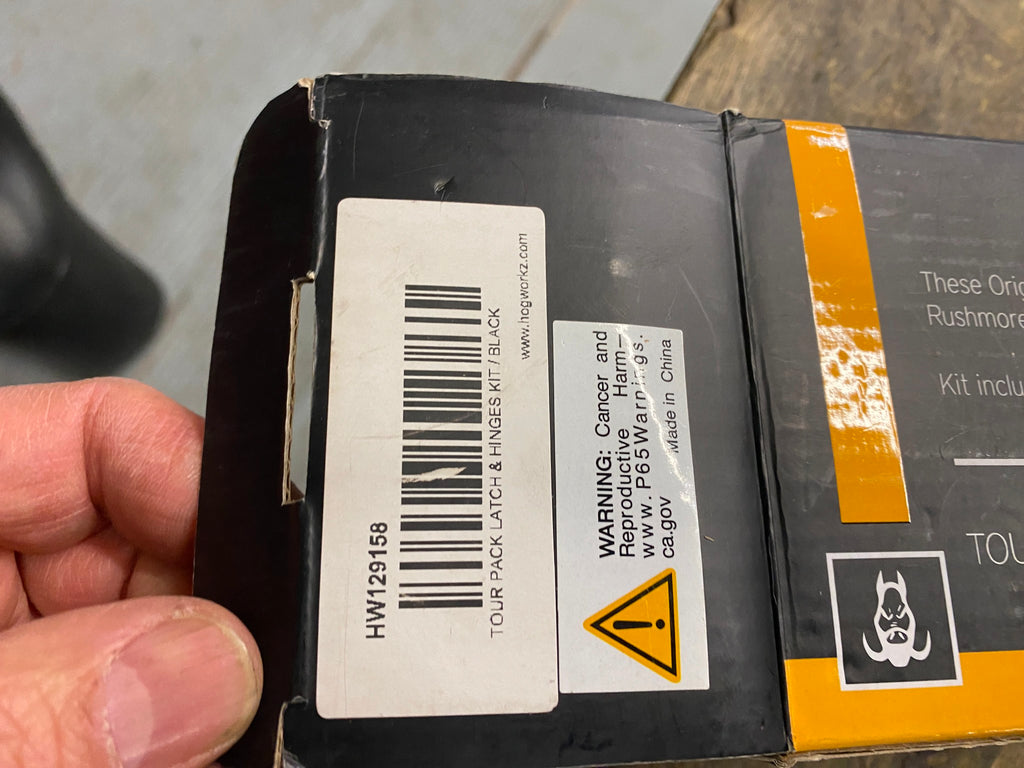 HW129158
TOUR PACK LATCH & HINGES KIT / BLACK
www.hogworkz.com
WARNING: Cancer and
Reproductive Harm_
www.P65Warnings.
ca.gov
Made in China
These Orig
Rushmore
Kit inclu
TOU